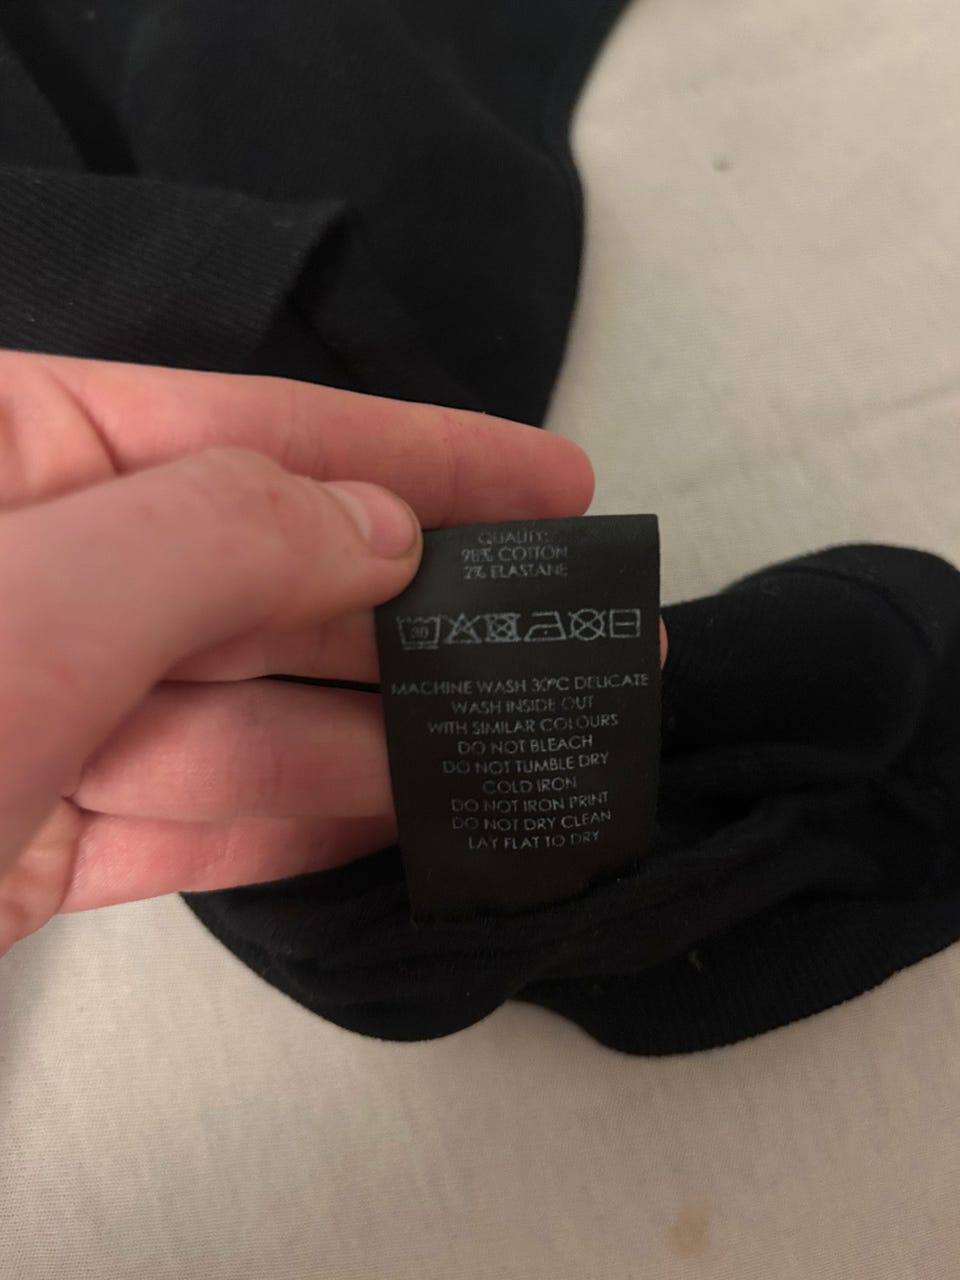 QUALITY:
98% COTTON
2% ELASTANE
30
MACHINE WASH 30°C DELICATE
WASH INSIDE OUT
WITH SIMILAR COLOURS
DO NOT BLEACH
DO NOT TUMBLE DRY
COLD IRON
DO NOT IRON PRINT
DO NOT DRY CLEAN
LAY FLAT TO DRY